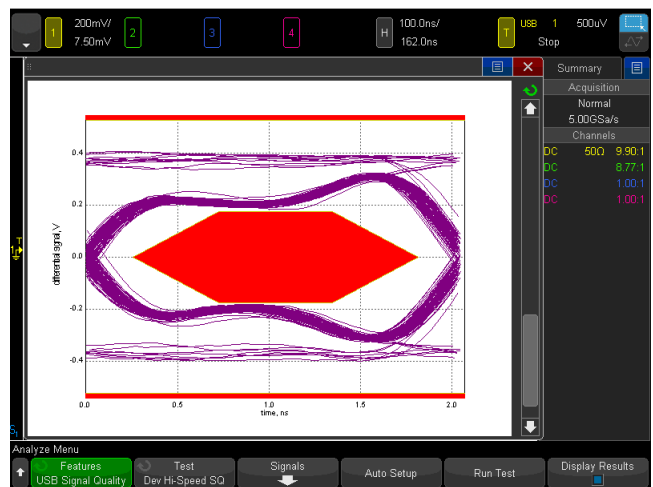 1 200mV/ 7.50mV 2 3 4 H 100.0ns/ 162.0ns T USB 1 500uV Stop
Summary
Acquisition
Normal
5.00GSa/s
Channels
DC 50Ω 9.90:1
DC 8.77:1
DC 1.00:1
DC 1.00:1
differential signal, V
0.4
0.2
0.0
-0.2
-0.4
0.0 0.5 1.0 1.5 2.0
time, ns
Analyze Menu
Features USB Signal Quality
Test Dev Hi-Speed SQ
Signals
Auto Setup
Run Test
Display Results